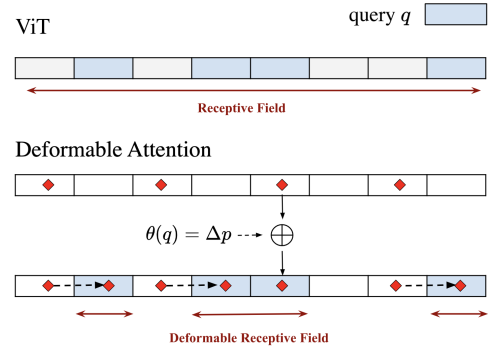 query q
ViT
Receptive Field
Deformable Attention
θ(q) = Δp
Deformable Receptive Field